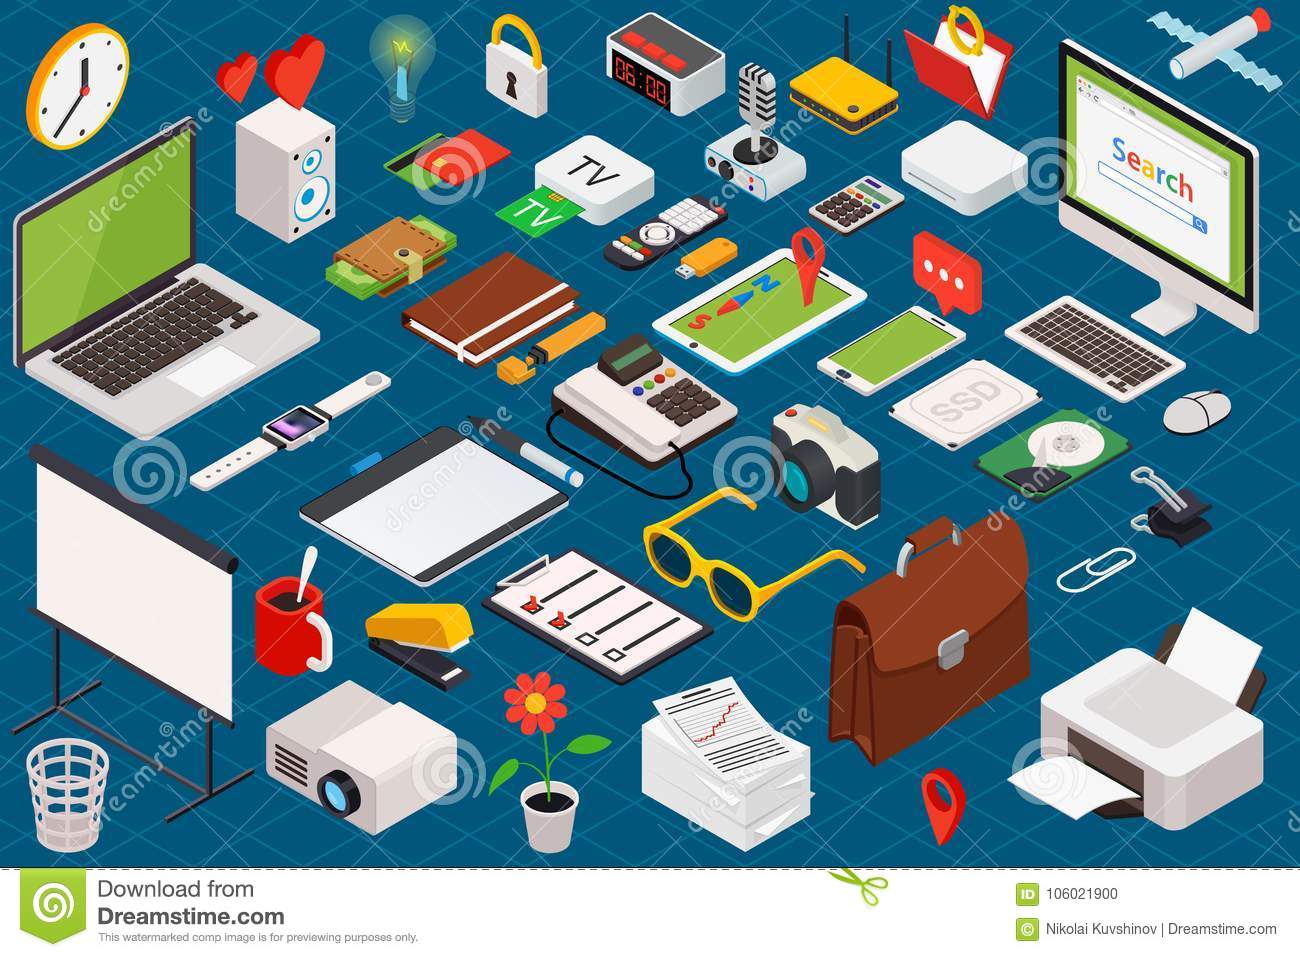 06:00
TV
TV
Search
N
S
SSD
Download from
Dreamstime.com
This watermarked comp image is for previewing purposes only.
ID 106021900
© Nikolai Kuvshinov | Dreamstime.com